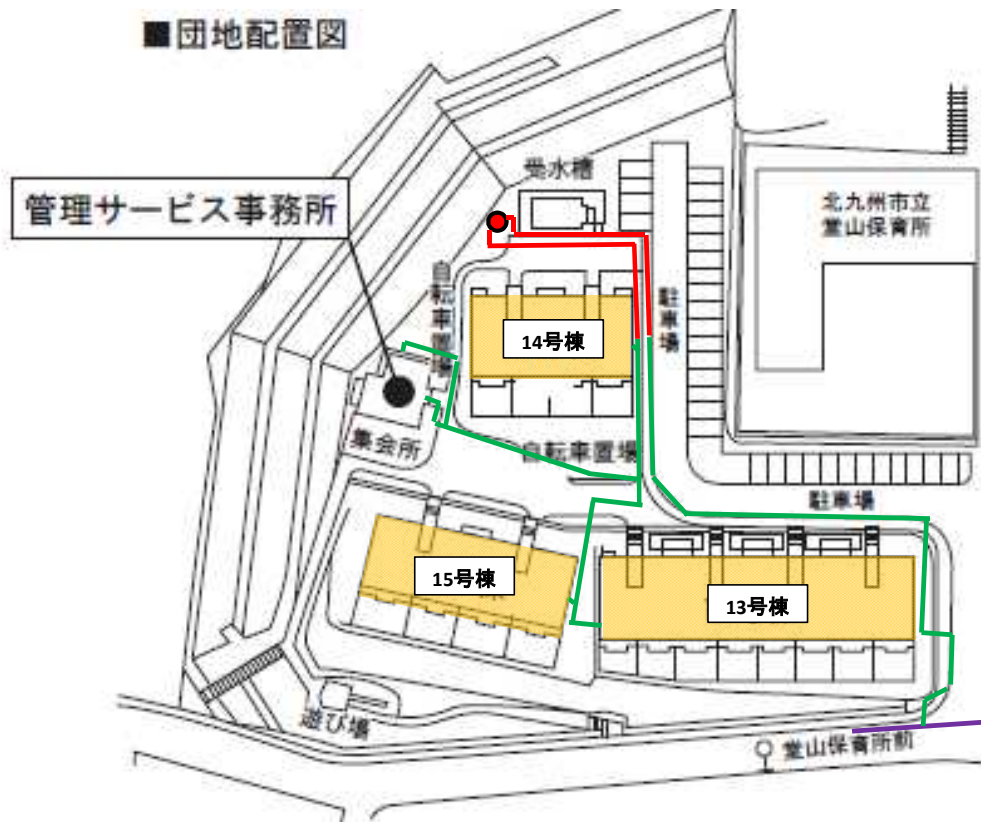 ■団地配置図
受水槽
管理サービス事務所
北九州市立
堂山保育所
自転車置場
駐車場
14号棟
集会所
自転車置場
駐車場
15号棟
13号棟
遊び場
堂山保育所前